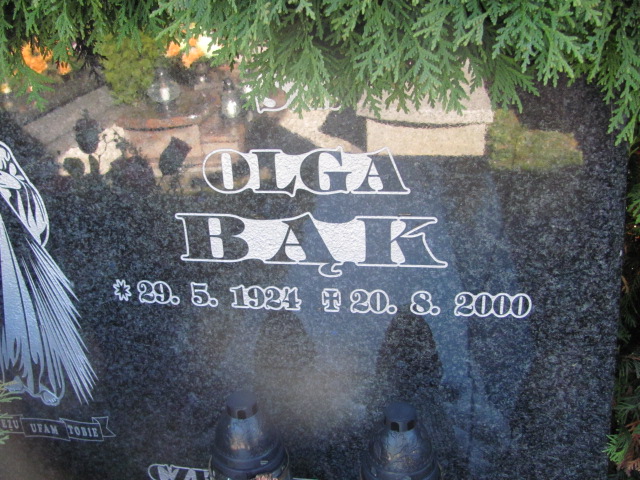 OLGA
BĄK
* 29. 5. 1924 ✝ 20. 8. 2000
UFAM TOBIE